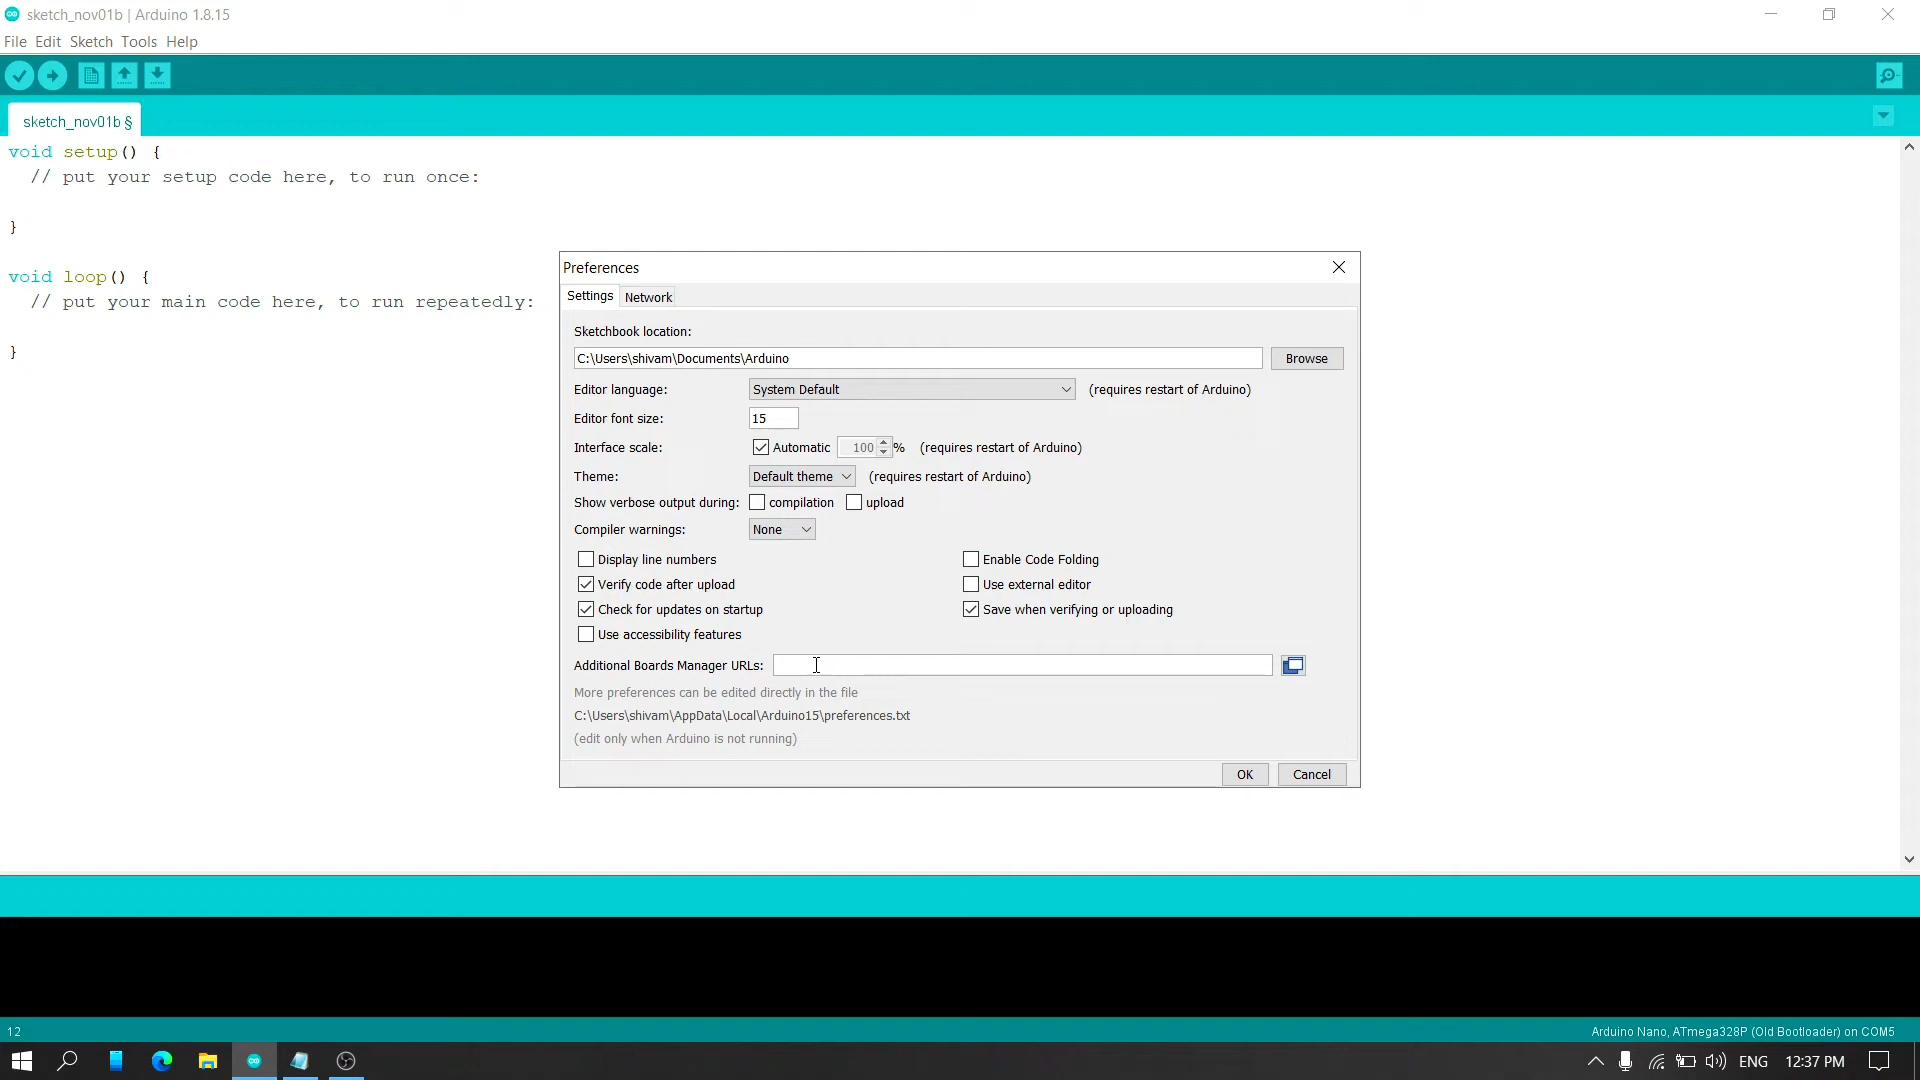 sketch_nov01b | Arduino 1.8.15
File Edit Sketch Tools Help
sketch_nov01b §
void setup() {
// put your setup code here, to run once:
}
void loop() {
// put your main code here, to run repeatedly:
}
Preferences
Settings Network
Sketchbook location:
C:\Users\shivam\Documents\Arduino Browse
Editor language: System Default (requires restart of Arduino)
Editor font size: 15
Interface scale: Automatic 100 % (requires restart of Arduino)
Theme: Default theme (requires restart of Arduino)
Show verbose output during: compilation upload
Compiler warnings: None
Display line numbers Enable Code Folding
Verify code after upload Use external editor
Check for updates on startup Save when verifying or uploading
Use accessibility features
Additional Boards Manager URLs:
More preferences can be edited directly in the file
C:\Users\shivam\AppData\Local\Arduino15\preferences.txt
(edit only when Arduino is not running)
OK Cancel
12 Arduino Nano, ATmega328P (Old Bootloader) on COM5
ENG 12:37 PM